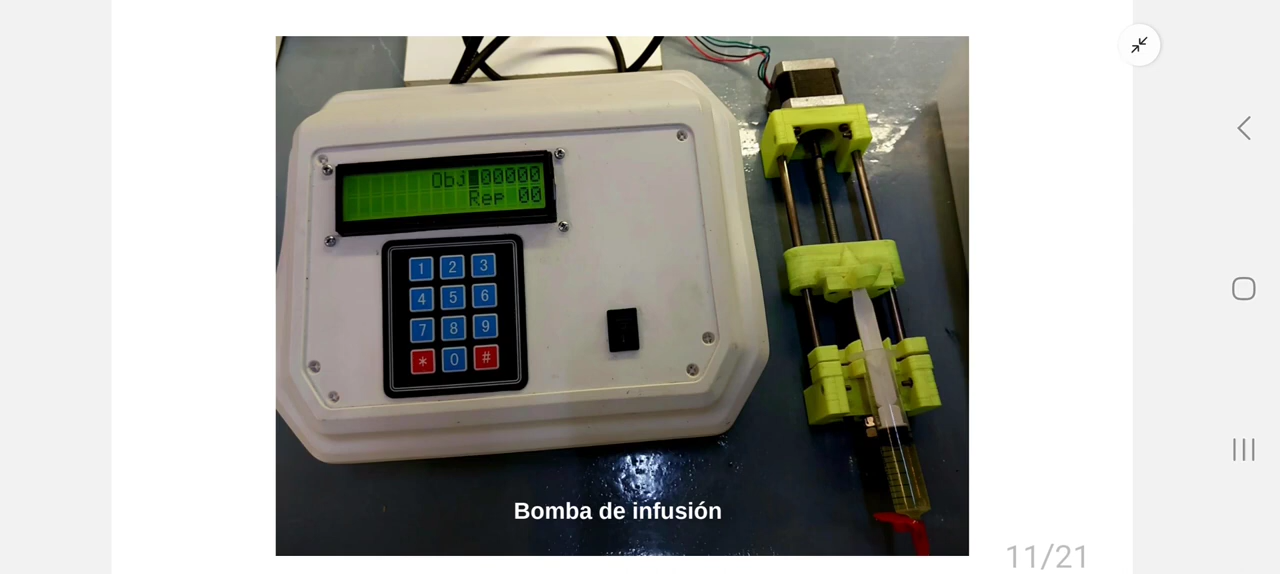 Obj 00000
Rep 00
1 2 3
4 5 6
7 8 9
* 0 #
Bomba de infusión
11/21